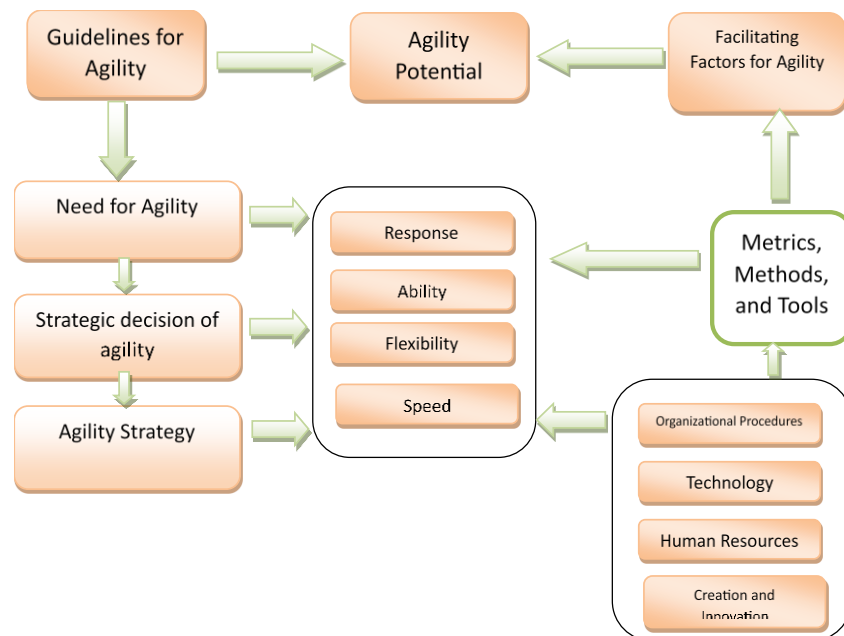 Guidelines for
Agility
Agility
Potential
Facilitating
Factors for Agility
Need for Agility
Strategic decision of
agility
Agility Strategy
Response
Ability
Flexibility
Speed
Metrics,
Methods,
and Tools
Organizational Procedures
Technology
Human Resources
Creation and
Innovation